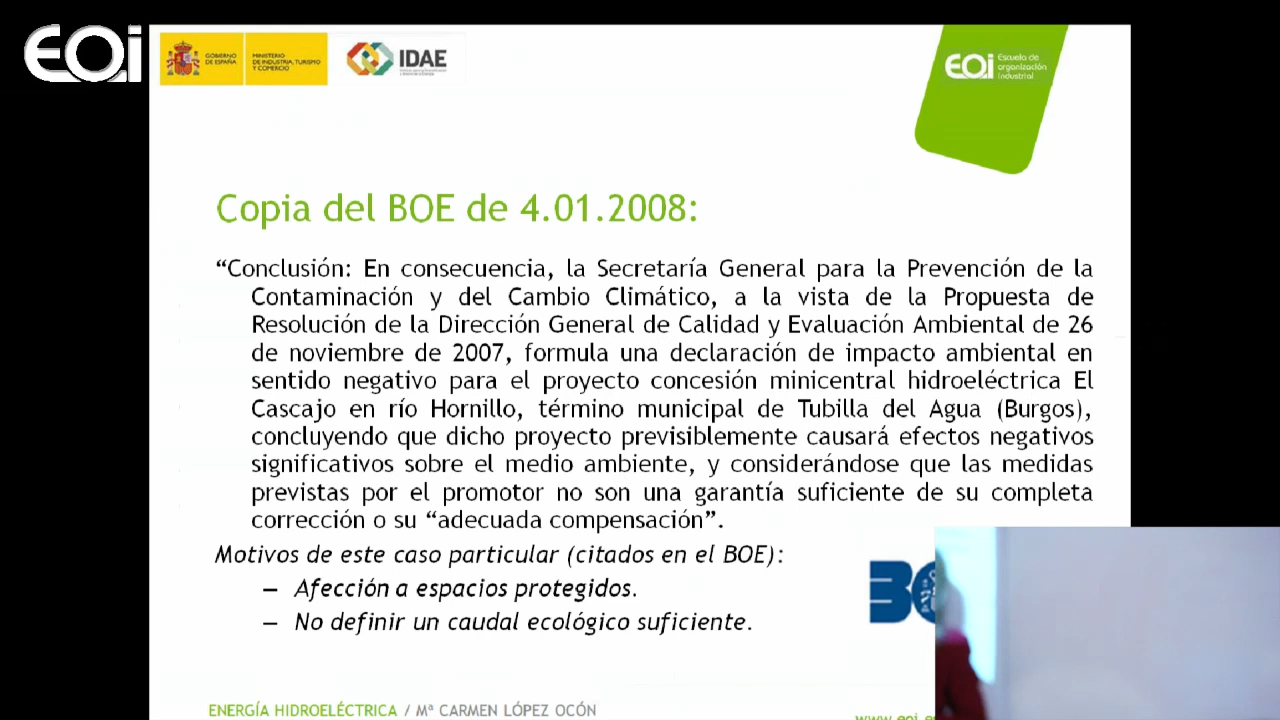 EOi
GOBIERNO DE ESPAÑA
MINISTERIO DE INDUSTRIA, TURISMO Y COMERCIO
IDAE
EOi Escuela de organización industrial
Copia del BOE de 4.01.2008:
“Conclusión: En consecuencia, la Secretaría General para la Prevención de la
Contaminación y del Cambio Climático, a la vista de la Propuesta de
Resolución de la Dirección General de Calidad y Evaluación Ambiental de 26
de noviembre de 2007, formula una declaración de impacto ambiental en
sentido negativo para el proyecto concesión minicentral hidroeléctrica El
Cascajo en río Hornillo, término municipal de Tubilla del Agua (Burgos),
concluyendo que dicho proyecto previsiblemente causará efectos negativos
significativos sobre el medio ambiente, y considerándose que las medidas
previstas por el promotor no son una garantía suficiente de su completa
corrección o su “adecuada compensación”.
Motivos de este caso particular (citados en el BOE):
– Afección a espacios protegidos.
– No definir un caudal ecológico suficiente.
ENERGÍA HIDROELÉCTRICA / Mª CARMEN LÓPEZ OCÓN